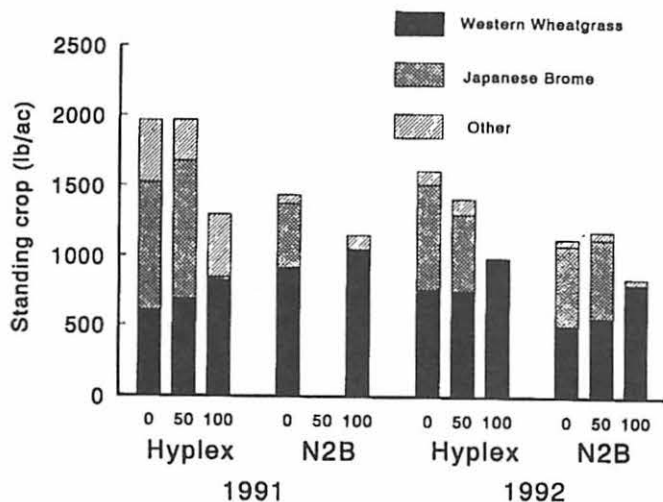 Western Wheatgrass
Japanese Brome
Other
Standing crop (lb/ac)
2500
2000
1500
1000
500
0
0 50 100 0 50 100 0 50 100 0 50 100
Hyplex N2B Hyplex N2B
1991 1992